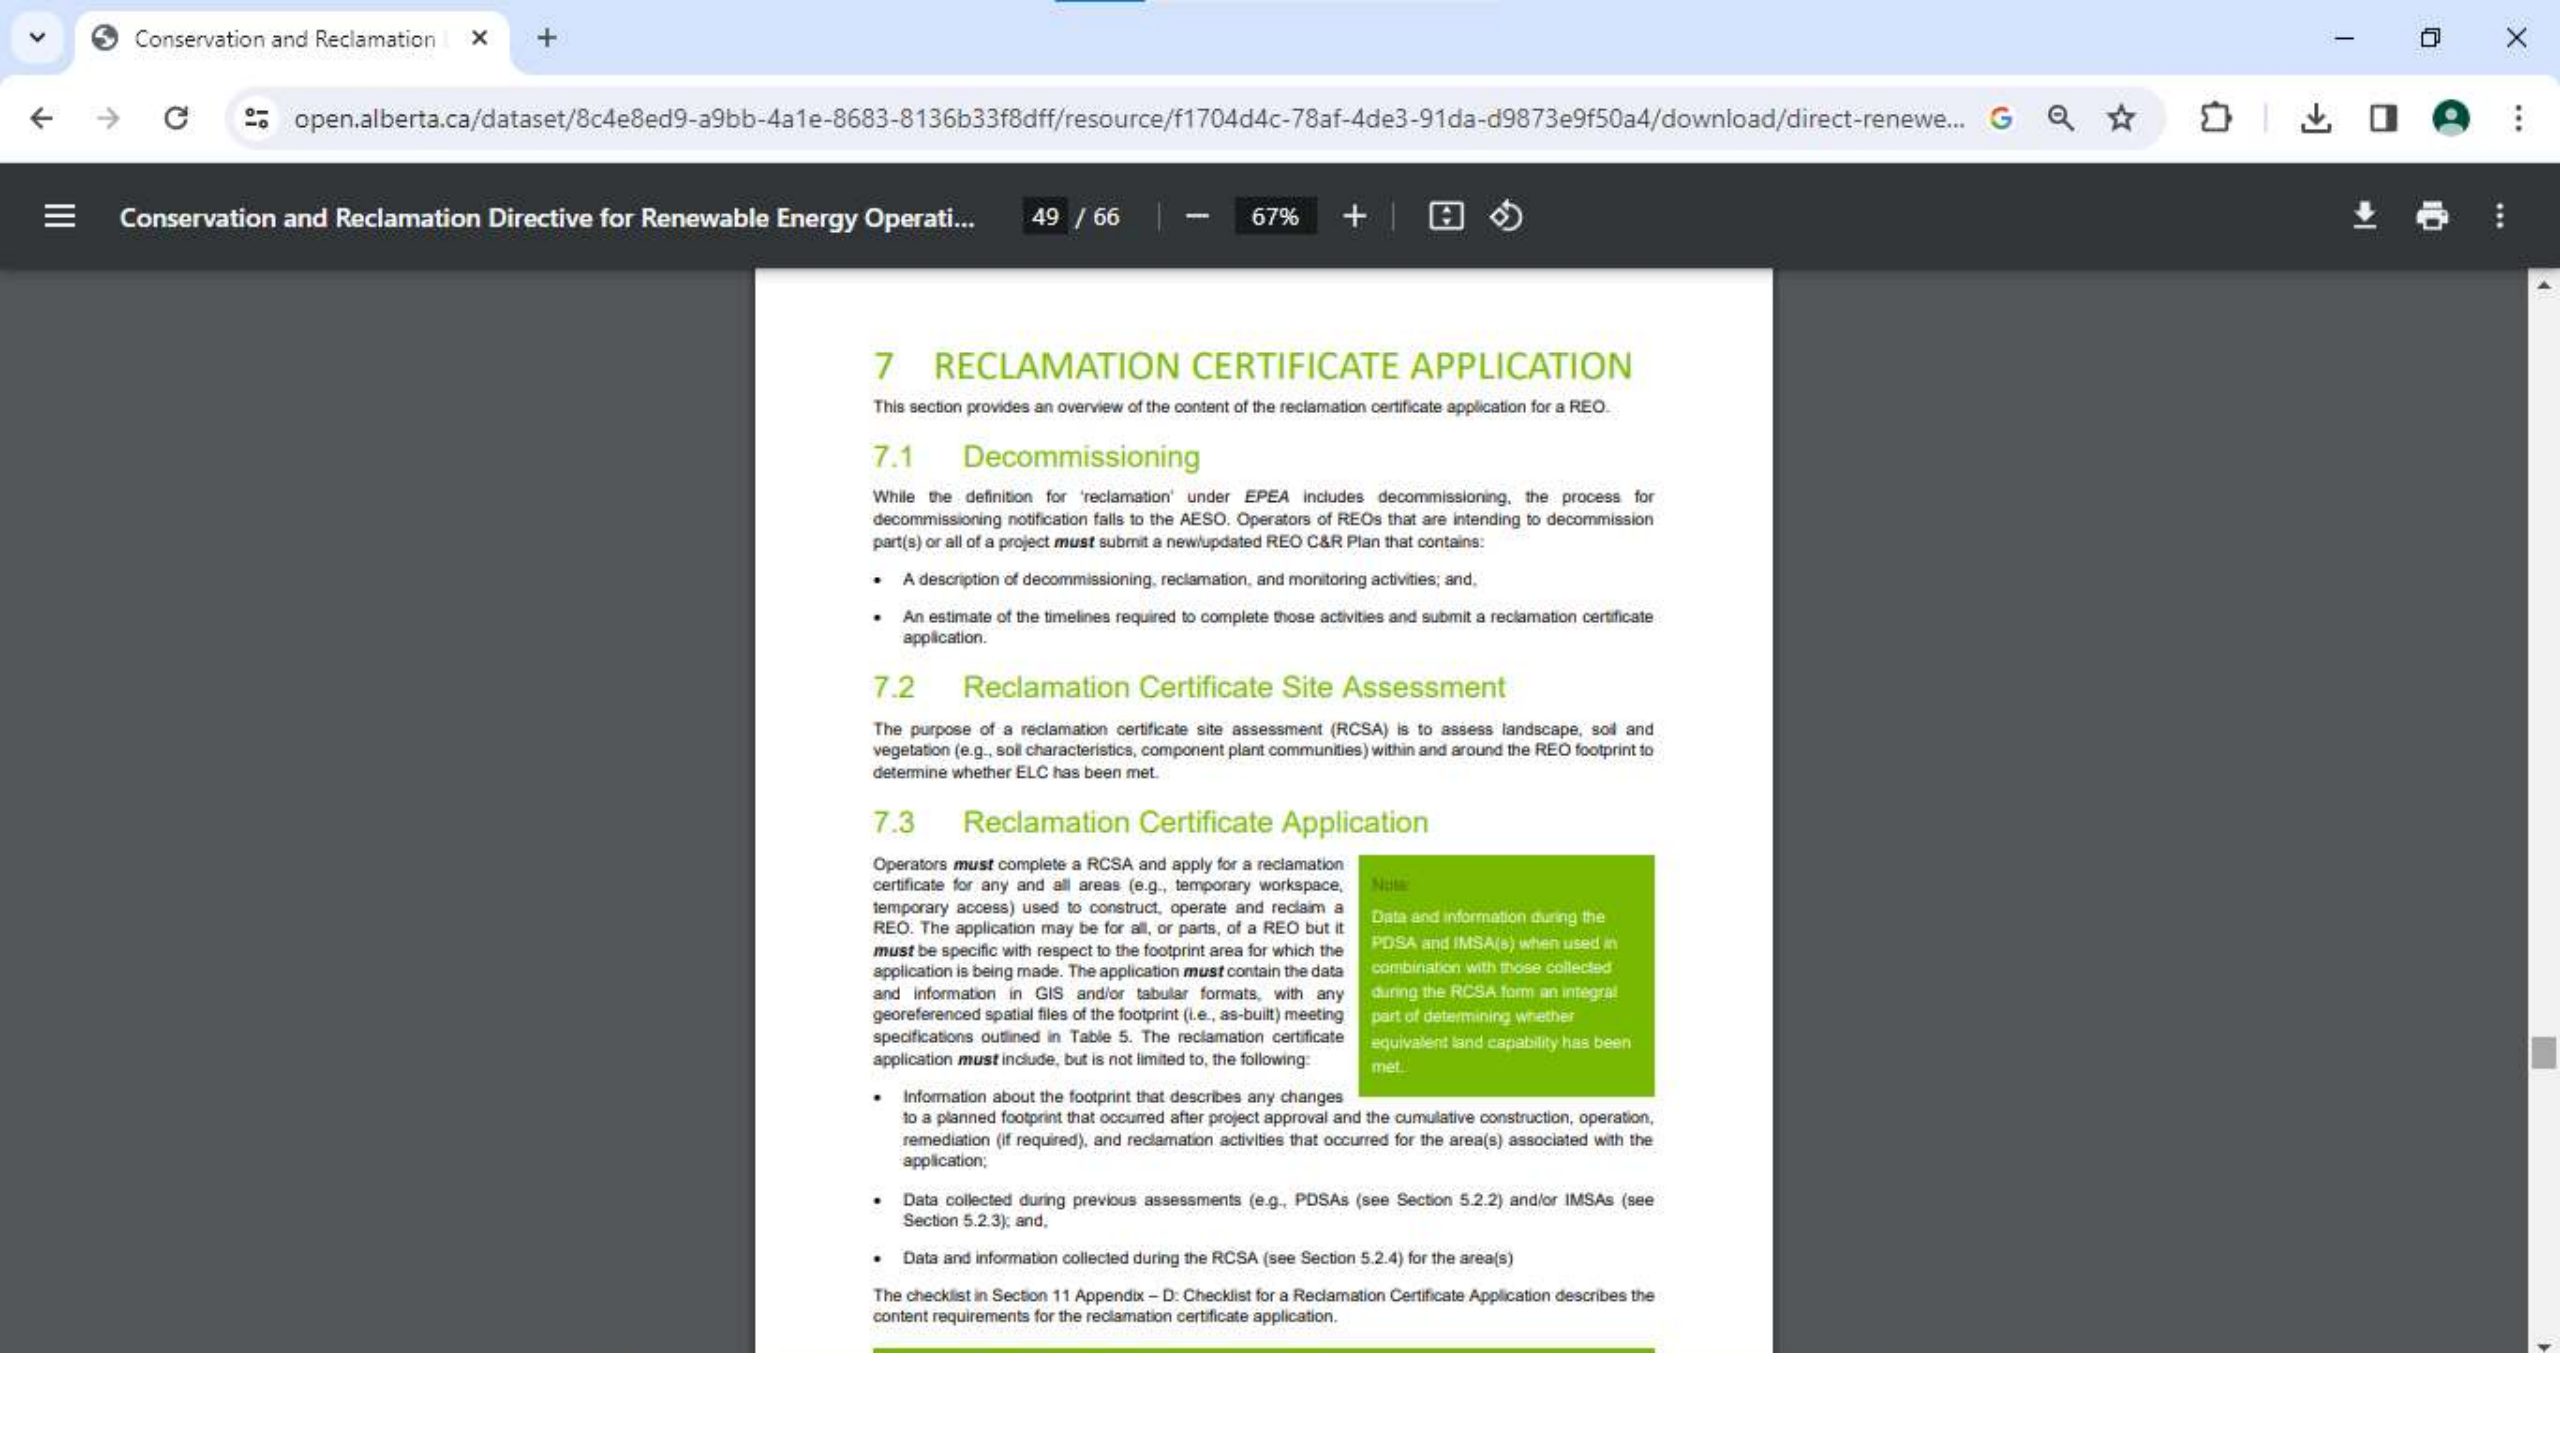 Conservation and Reclamation
open.alberta.ca/dataset/8c4e8ed9-a9bb-4a1e-8683-8136b33f8dff/resource/f1704d4c-78af-4de3-91da-d9873e9f50a4/download/direct-renewe...
Conservation and Reclamation Directive for Renewable Energy Operati...
49 / 66
67%
7 RECLAMATION CERTIFICATE APPLICATION
This section provides an overview of the content of the reclamation certificate application for a REO.
7.1 Decommissioning
While the definition for 'reclamation' under EPEA includes decommissioning, the process for
decommissioning notification falls to the AESO. Operators of REOs that are intending to decommission
part(s) or all of a project must submit a new/updated REO C&R Plan that contains:
• A description of decommissioning, reclamation, and monitoring activities; and,
• An estimate of the timelines required to complete those activities and submit a reclamation certificate
application.
7.2 Reclamation Certificate Site Assessment
The purpose of a reclamation certificate site assessment (RCSA) is to assess landscape, soil and
vegetation (e.g., soil characteristics, component plant communities) within and around the REO footprint to
determine whether ELC has been met.
7.3 Reclamation Certificate Application
Operators must complete a RCSA and apply for a reclamation
certificate for any and all areas (e.g., temporary workspace,
temporary access) used to construct, operate and reclaim a
REO. The application may be for all, or parts, of a REO but it
must be specific with respect to the footprint area for which the
application is being made. The application must contain the data
and information in GIS and/or tabular formats, with any
georeferenced spatial files of the footprint (i.e., as-built) meeting
specifications outlined in Table 5. The reclamation certificate
application must include, but is not limited to, the following:
Note:
Data and information during the
PDSA and IMSA(s) when used in
combination with those collected
during the RCSA form an integral
part of determining whether
equivalent land capability has been
met.
• Information about the footprint that describes any changes
to a planned footprint that occurred after project approval and the cumulative construction, operation,
remediation (if required), and reclamation activities that occurred for the area(s) associated with the
application;
• Data collected during previous assessments (e.g., PDSAs (see Section 5.2.2) and/or IMSAs (see
Section 5.2.3); and,
• Data and information collected during the RCSA (see Section 5.2.4) for the area(s)
The checklist in Section 11 Appendix – D: Checklist for a Reclamation Certificate Application describes the
content requirements for the reclamation certificate application.